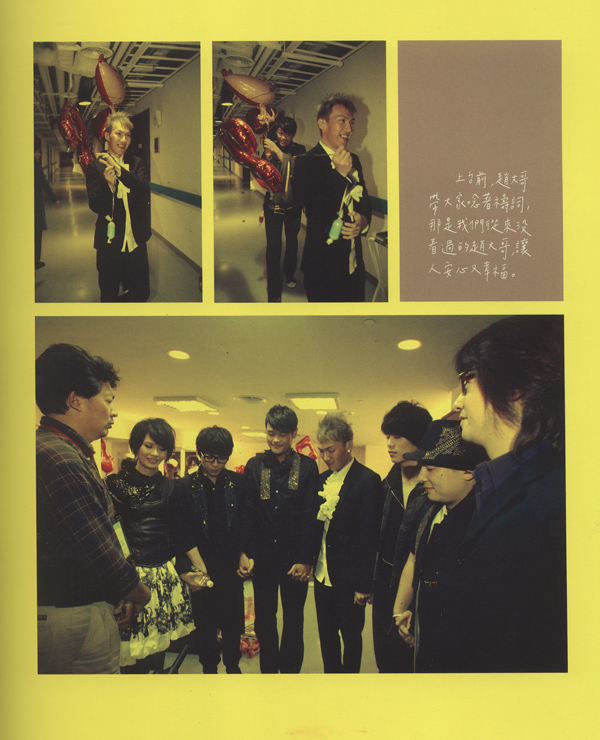 上台前，趙大哥
帶大家唸著禱詞，
那是我們從來没
看過的趙大哥，讓
人安心又幸福。